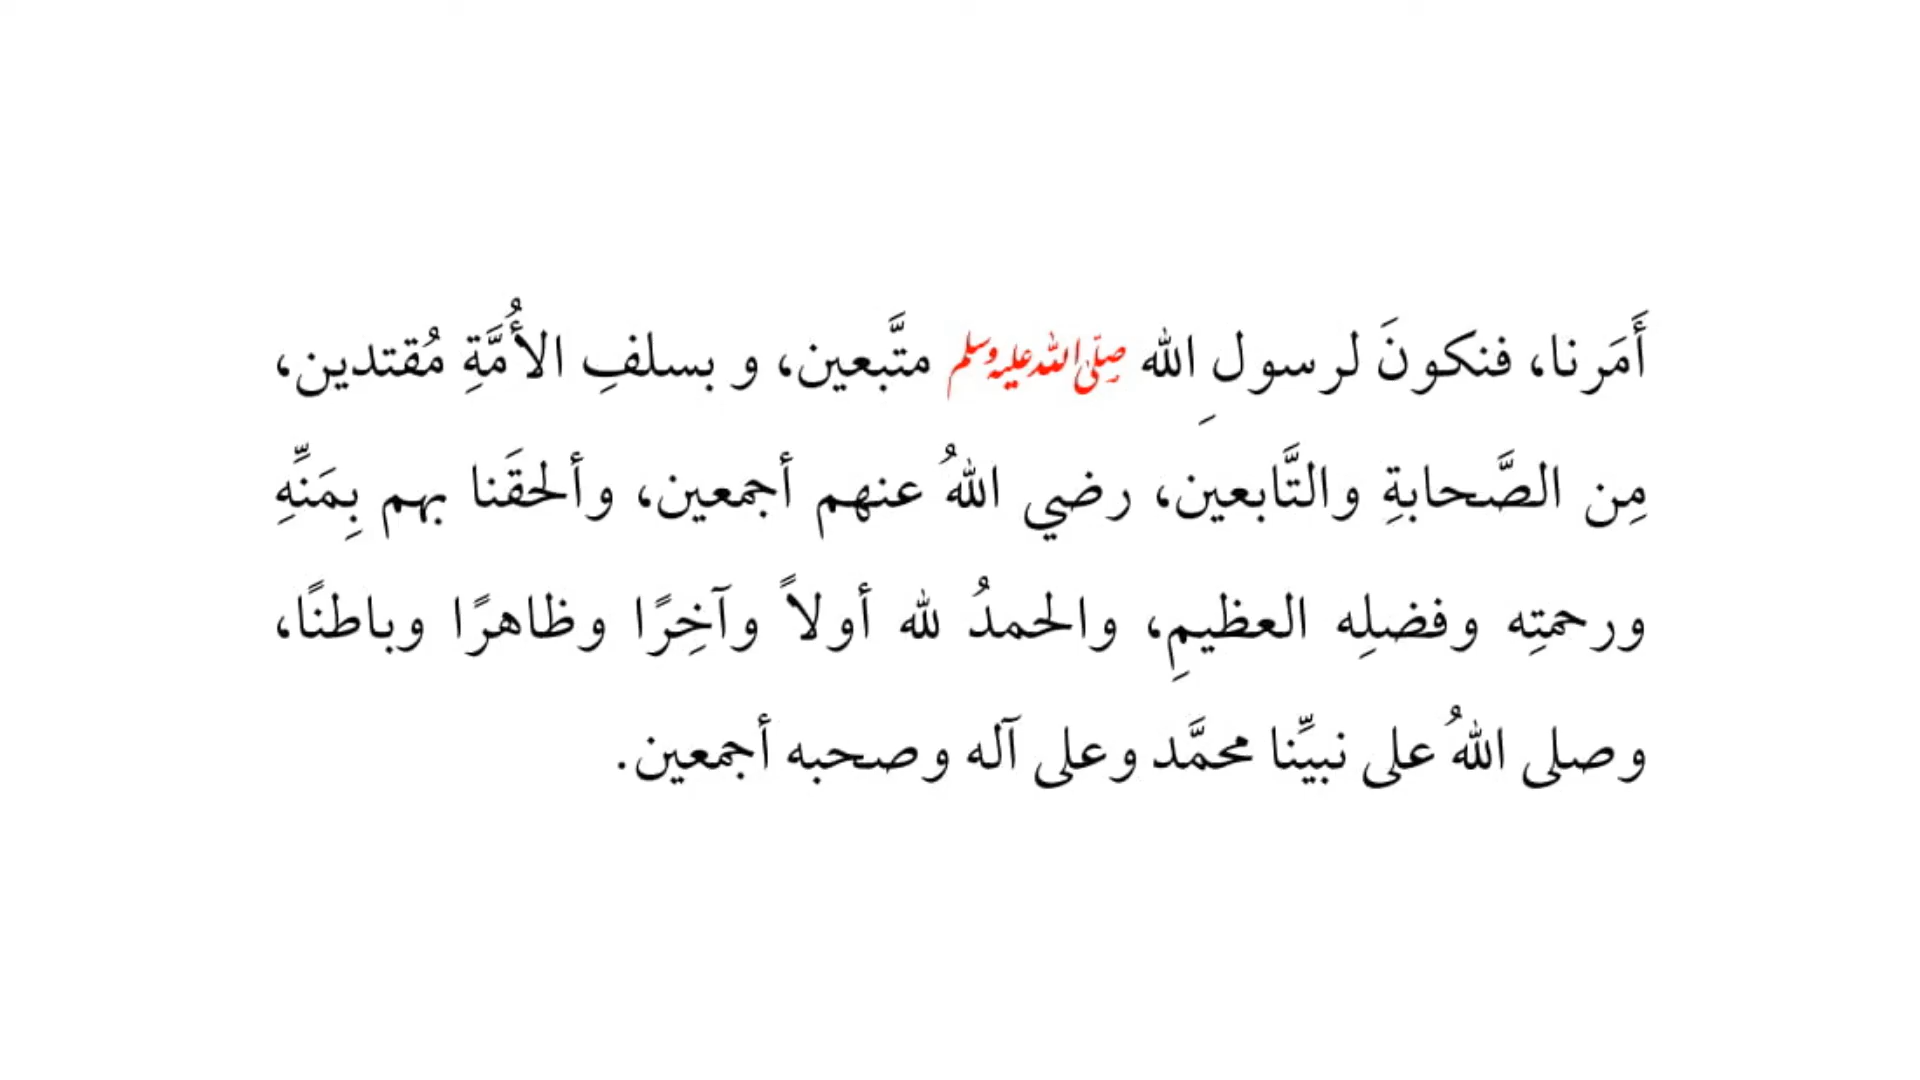 أَمَرنا، فنكونَ لرسولِ الله صلى الله عليه وسلم متَّبعين، و بسلفِ الأُمَّةِ مُقتدين،
مِن الصَّحابةِ والتَّابعين، رضي اللهُ عنهم أجمعين، وألحقَنا بهم بِمَنِّهِ
ورحمتِه وفضلِه العظيمِ، والحمدُ لله أولاً وآخِرًا وظاهرًا وباطنًا،
وصلى اللهُ على نبيِّنا محمَّد وعلى آله وصحبه أجمعين.